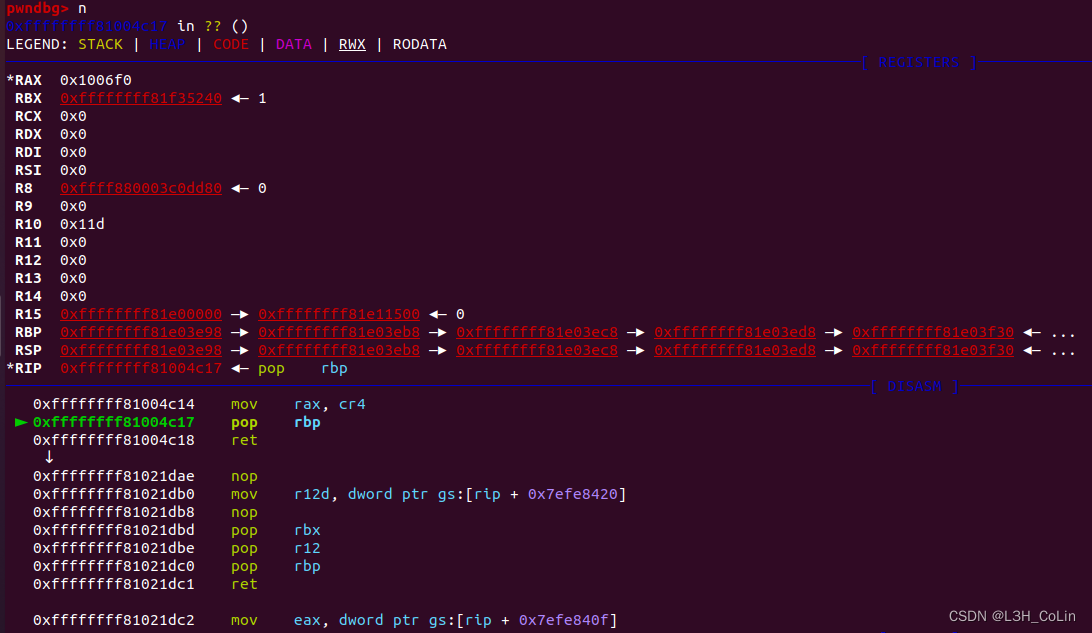 pwndbg> n
0xffffffff81004c17 in ?? ()
LEGEND: STACK | HEAP | CODE | DATA | RWX | RODATA
[ REGISTERS ]
*RAX 0x1006f0
RBX 0xffffffff81f35240 ◂— 1
RCX 0x0
RDX 0x0
RDI 0x0
RSI 0x0
R8 0xffff880003c0dd80 ◂— 0
R9 0x0
R10 0x11d
R11 0x0
R12 0x0
R13 0x0
R14 0x0
R15 0xffffffff81e00000 —▸ 0xffffffff81e11500 ◂— 0
RBP 0xffffffff81e03e98 —▸ 0xffffffff81e03eb8 —▸ 0xffffffff81e03ec8 —▸ 0xffffffff81e03ed8 —▸ 0xffffffff81e03f30 ◂— ...
RSP 0xffffffff81e03e98 —▸ 0xffffffff81e03eb8 —▸ 0xffffffff81e03ec8 —▸ 0xffffffff81e03ed8 —▸ 0xffffffff81e03f30 ◂— ...
*RIP 0xffffffff81004c17 ◂— pop rbp
[ DISASM ]
0xffffffff81004c14 mov rax, cr4
► 0xffffffff81004c17 pop rbp
0xffffffff81004c18 ret
↓
0xffffffff81021dae nop
0xffffffff81021db0 mov r12d, dword ptr gs:[rip + 0x7efe8420]
0xffffffff81021db8 nop
0xffffffff81021dbd pop rbx
0xffffffff81021dbe pop r12
0xffffffff81021dc0 pop rbp
0xffffffff81021dc1 ret
0xffffffff81021dc2 mov eax, dword ptr gs:[rip + 0x7efe840f]
CSDN @L3H_CoLin